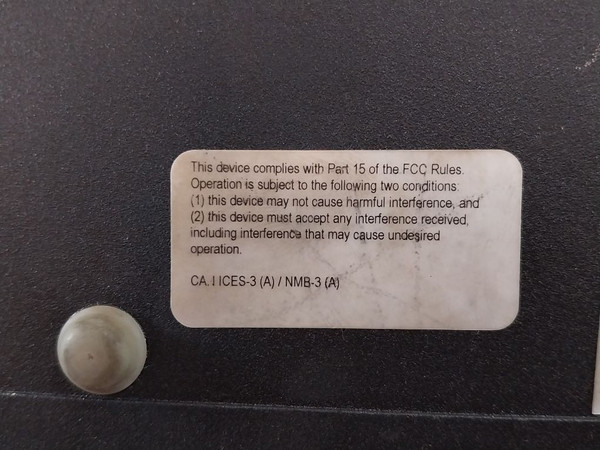 This device complies with Part 15 of the FCC Rules.
Operation is subject to the following two conditions:
(1) this device may not cause harmful interference, and
(2) this device must accept any interference received,
including interference that may cause undesired
operation.
ICES-3 (A) / NMB-3 (A)